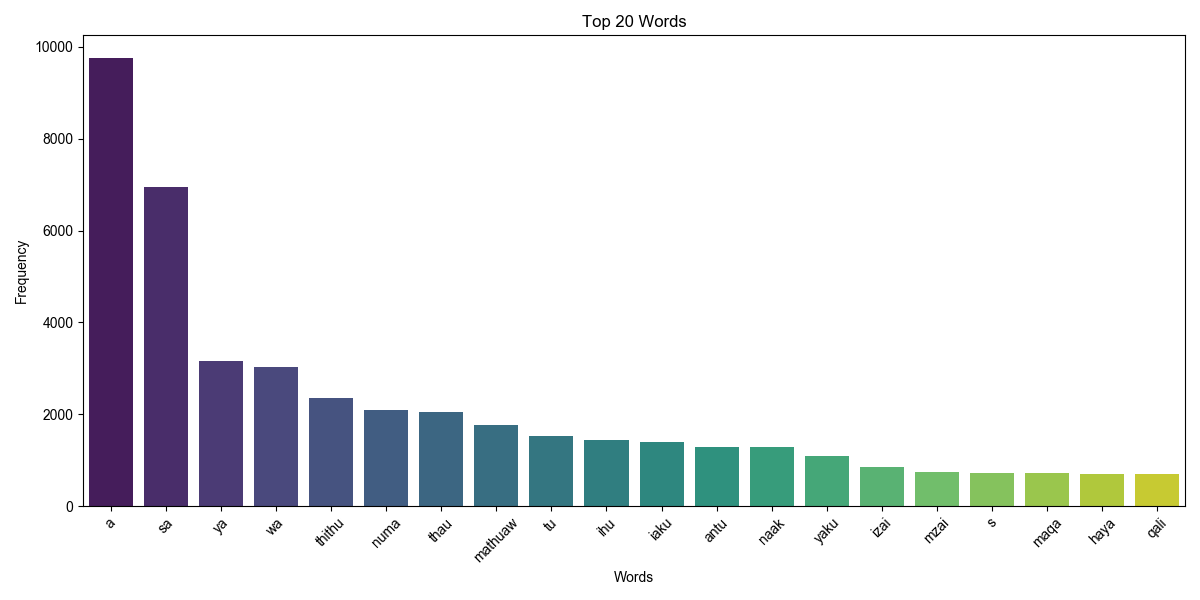 Top 20 Words
Frequency
10000
8000
6000
4000
2000
0
a sa ya wa thithu numa thau mathuaw tu ihu iaku antu naak yaku izai mzai s maqa haya qali
Words